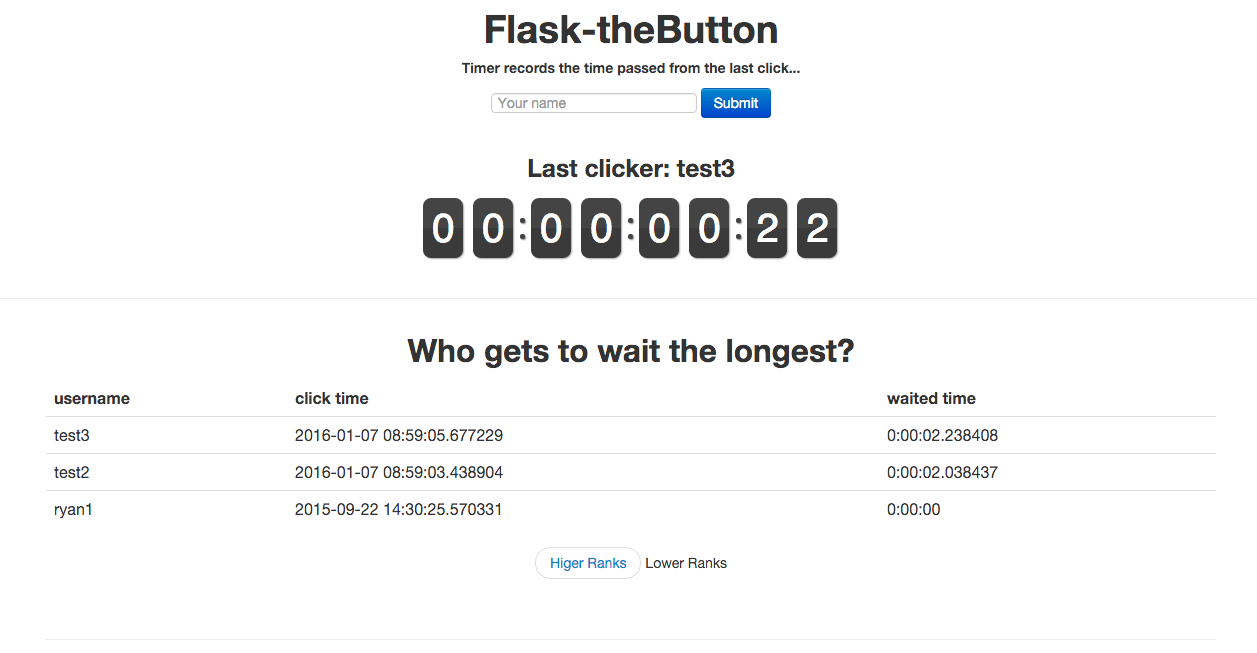 Flask-theButton
Timer records the time passed from the last click...
Your name Submit
Last clicker: test3
00:00:00:22
Who gets to wait the longest?
username click time waited time
test3 2016-01-07 08:59:05.677229 0:00:02.238408
test2 2016-01-07 08:59:03.438904 0:00:02.038437
ryan1 2015-09-22 14:30:25.570331 0:00:00
Higer Ranks Lower Ranks